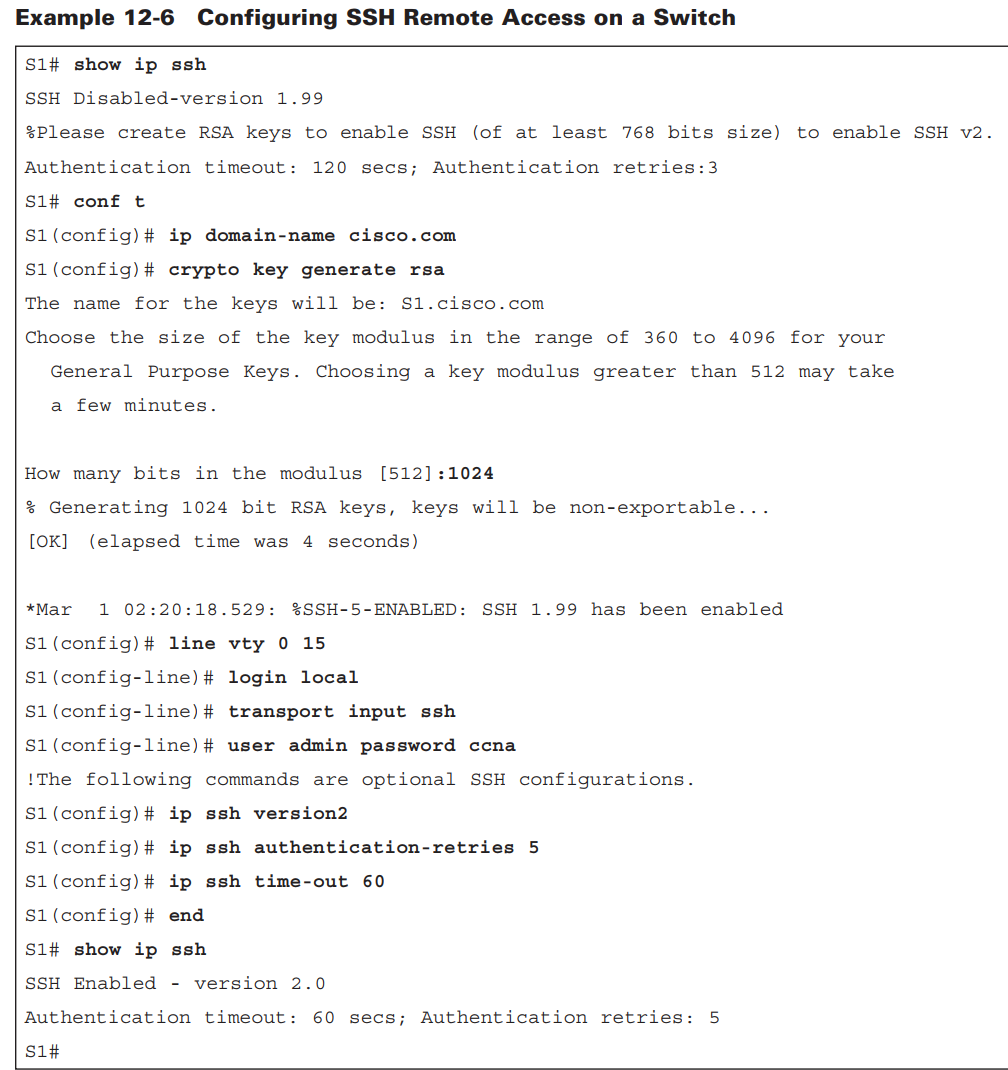 Example 12-6 Configuring SSH Remote Access on a Switch
S1# show ip ssh
SSH Disabled-version 1.99
%Please create RSA keys to enable SSH (of at least 768 bits size) to enable SSH v2.
Authentication timeout: 120 secs; Authentication retries:3
S1# conf t
S1(config)# ip domain-name cisco.com
S1(config)# crypto key generate rsa
The name for the keys will be: S1.cisco.com
Choose the size of the key modulus in the range of 360 to 4096 for your
General Purpose Keys. Choosing a key modulus greater than 512 may take
a few minutes.
How many bits in the modulus [512]:1024
% Generating 1024 bit RSA keys, keys will be non-exportable...
[OK] (elapsed time was 4 seconds)
*Mar 1 02:20:18.529: %SSH-5-ENABLED: SSH 1.99 has been enabled
S1(config)# line vty 0 15
S1(config-line)# login local
S1(config-line)# transport input ssh
S1(config-line)# user admin password ccna
!The following commands are optional SSH configurations.
S1(config)# ip ssh version2
S1(config)# ip ssh authentication-retries 5
S1(config)# ip ssh time-out 60
S1(config)# end
S1# show ip ssh
SSH Enabled - version 2.0
Authentication timeout: 60 secs; Authentication retries: 5
S1#